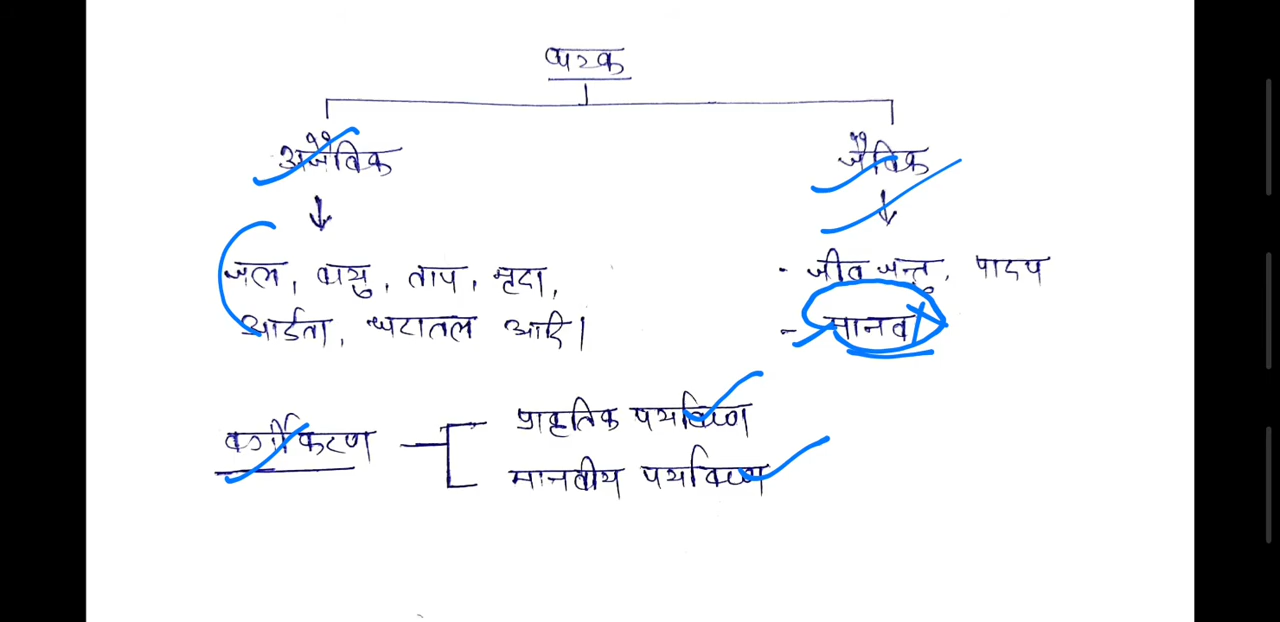 घटक
अजैविक
जैविक
जल, वायु, ताप, मृदा,
आर्द्रता, धरातल आदि।
- जीव जन्तु, पादप
- मानव
वर्गीकरण
प्राकृतिक पर्यावरण
मानवीय पर्यावरण